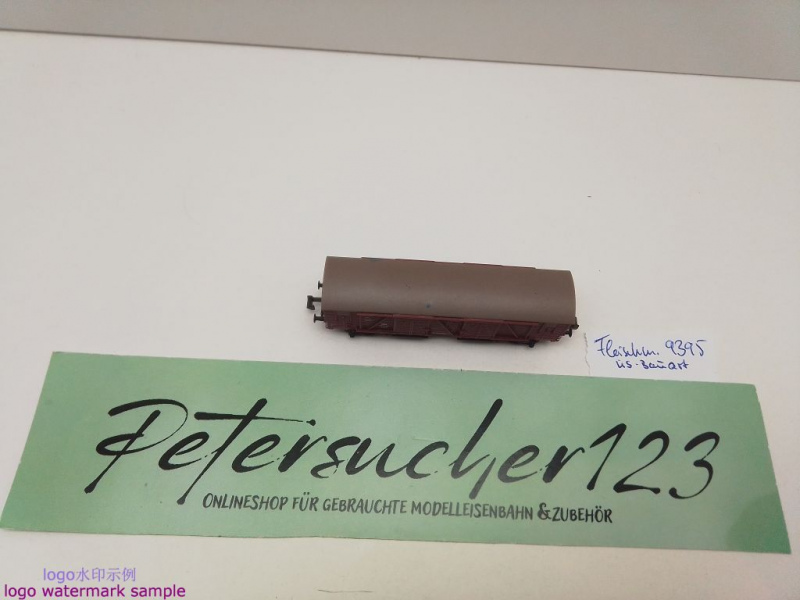 Fleischm. 9395
üS-Bauart
Petersucher123
ONLINESHOP FÜR GEBRAUCHTE MODELLEISENBAHN & ZUBEHÖR
logo水印示例
logo watermark sample